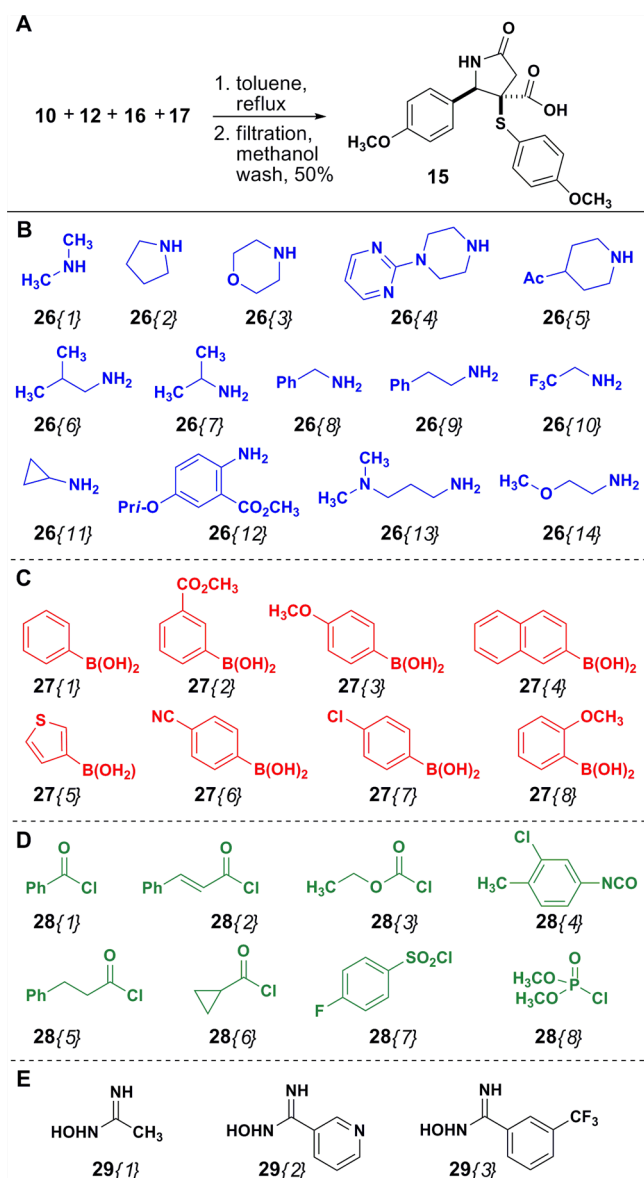 A
10 + 12 + 16 + 17
1. toluene,
reflux
2. filtration,
methanol
wash, 50%
O
HN
O
OH
S
OCH3
OCH3
15
B
CH3
NH
H3C
NH
NH
O
N
N
N
NH
NH
Ac
26{1}
26{2}
26{3}
26{4}
26{5}
CH3
H3C
NH2
CH3
H3C
NH2
Ph
NH2
Ph
NH2
F3C
NH2
26{6}
26{7}
26{8}
26{9}
26{10}
NH2
NH2
Pri-O
CO2CH3
CH3
N
H3C
NH2
H3C
O
NH2
26{11}
26{12}
26{13}
26{14}
C
B(OH)2
CO2CH3
B(OH)2
OCH3
B(OH)2
B(OH)2
27{1}
27{2}
27{3}
27{4}
S
B(OH2)
NC
B(OH)2
Cl
B(OH)2
OCH3
B(OH)2
27{5}
27{6}
27{7}
27{8}
D
O
Ph
Cl
O
Ph
Cl
O
H3C
O
Cl
Cl
CH3
NCO
28{1}
28{2}
28{3}
28{4}
O
Ph
Cl
O
Cl
SO2Cl
F
O
OCH3
P
OCH3
Cl
28{5}
28{6}
28{7}
28{8}
E
NH
HOHN
CH3
NH
HOHN
N
NH
HOHN
CF3
29{1}
29{2}
29{3}